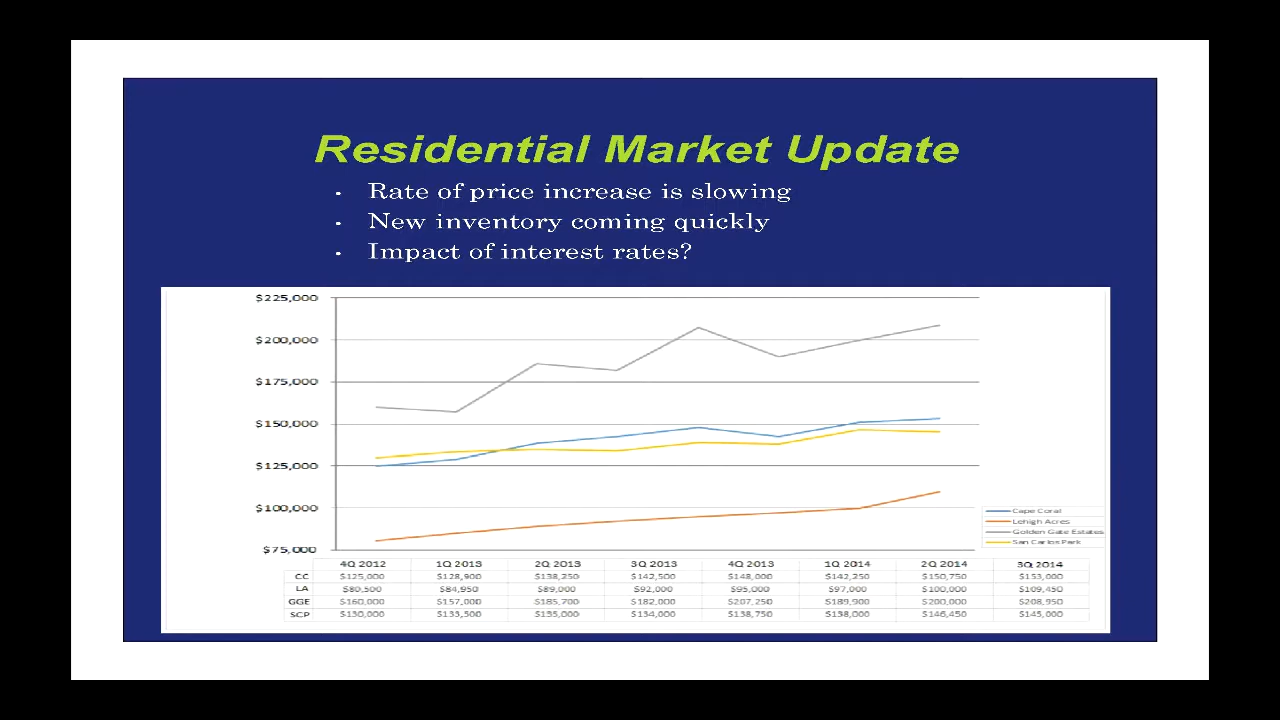 Residential Market Update
• Rate of price increase is slowing
• New inventory coming quickly
• Impact of interest rates?
$225,000
$200,000
$175,000
$150,000
$125,000
$100,000
$75,000
Cape Coral
Lehigh Acres
Golden Gate Estates
San Carlos Park
4Q 2012 1Q 2013 2Q 2013 3Q 2013 4Q 2013 1Q 2014 2Q 2014 3Q 2014
CC $125,000 $128,900 $138,250 $142,500 $148,000 $142,250 $150,750 $153,000
LA $80,500 $84,950 $89,000 $92,000 $95,000 $97,000 $100,000 $109,450
GGE $160,000 $157,000 $185,700 $182,000 $207,250 $189,900 $200,000 $208,950
SCP $130,000 $133,500 $135,000 $134,000 $138,750 $138,000 $146,450 $145,000